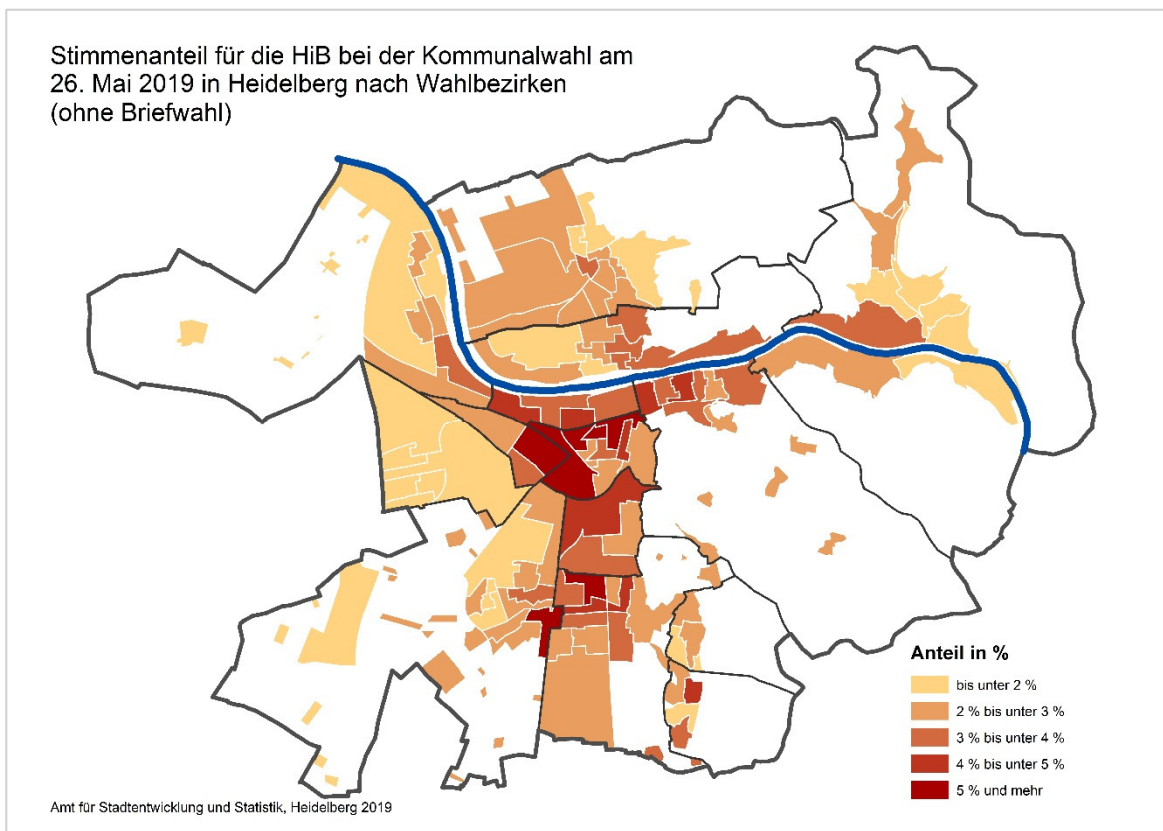 Stimmenanteil für die HiB bei der Kommunalwahl am
26. Mai 2019 in Heidelberg nach Wahlbezirken
(ohne Briefwahl)
Anteil in %
bis unter 2 %
2 % bis unter 3 %
3 % bis unter 4 %
4 % bis unter 5 %
5 % und mehr
Amt für Stadtentwicklung und Statistik, Heidelberg 2019